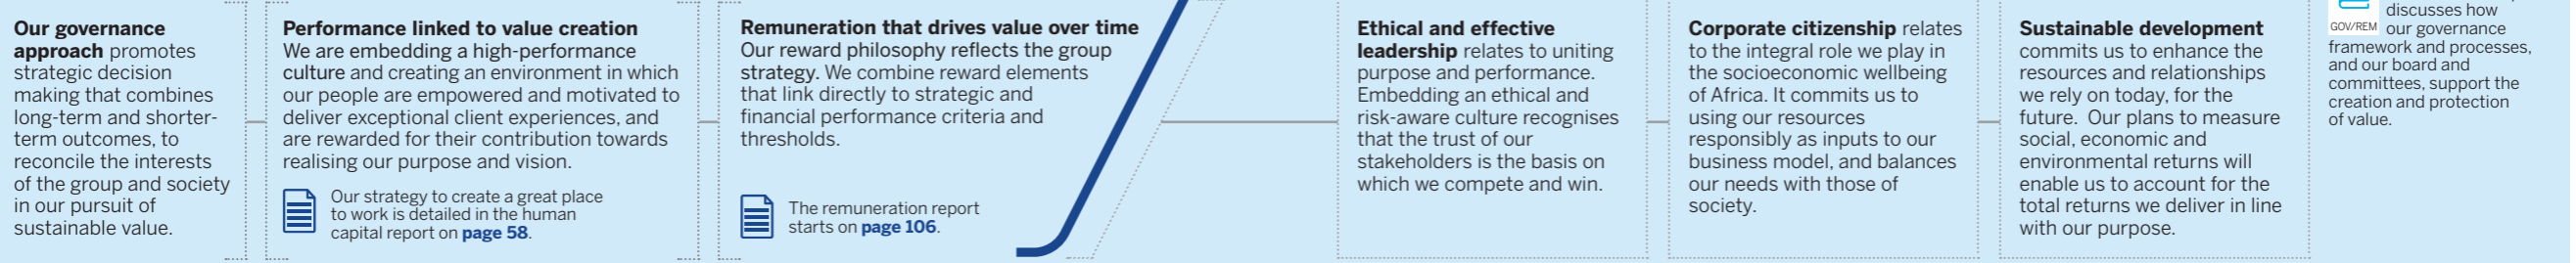 Our governance
approach promotes
strategic decision
making that combines
long-term and shorter-
term outcomes, to
reconcile the interests
of the group and society
in our pursuit of
sustainable value.
Performance linked to value creation
We are embedding a high-performance
culture and creating an environment in which
our people are empowered and motivated to
deliver exceptional client experiences, and
are rewarded for their contribution towards
realising our purpose and vision.
Our strategy to create a great place
to work is detailed in the human
capital report on page 58.
Remuneration that drives value over time
Our reward philosophy reflects the group
strategy. We combine reward elements
that link directly to strategic and
financial performance criteria and
thresholds.
The remuneration report
starts on page 106.
Ethical and effective
leadership relates to uniting
purpose and performance.
Embedding an ethical and
risk-aware culture recognises
that the trust of our
stakeholders is the basis on
which we compete and win.
Corporate citizenship relates
to the integral role we play in
the socioeconomic wellbeing
of Africa. It commits us to
using our resources
responsibly as inputs to our
business model, and balances
our needs with those of
society.
Sustainable development
commits us to enhance the
resources and relationships
we rely on today, for the
future. Our plans to measure
social, economic and
environmental returns will
enable us to account for the
total returns we deliver in line
with our purpose.
GOV/REM
discusses how
our governance
framework and processes,
and our board and
committees, support the
creation and protection
of value.